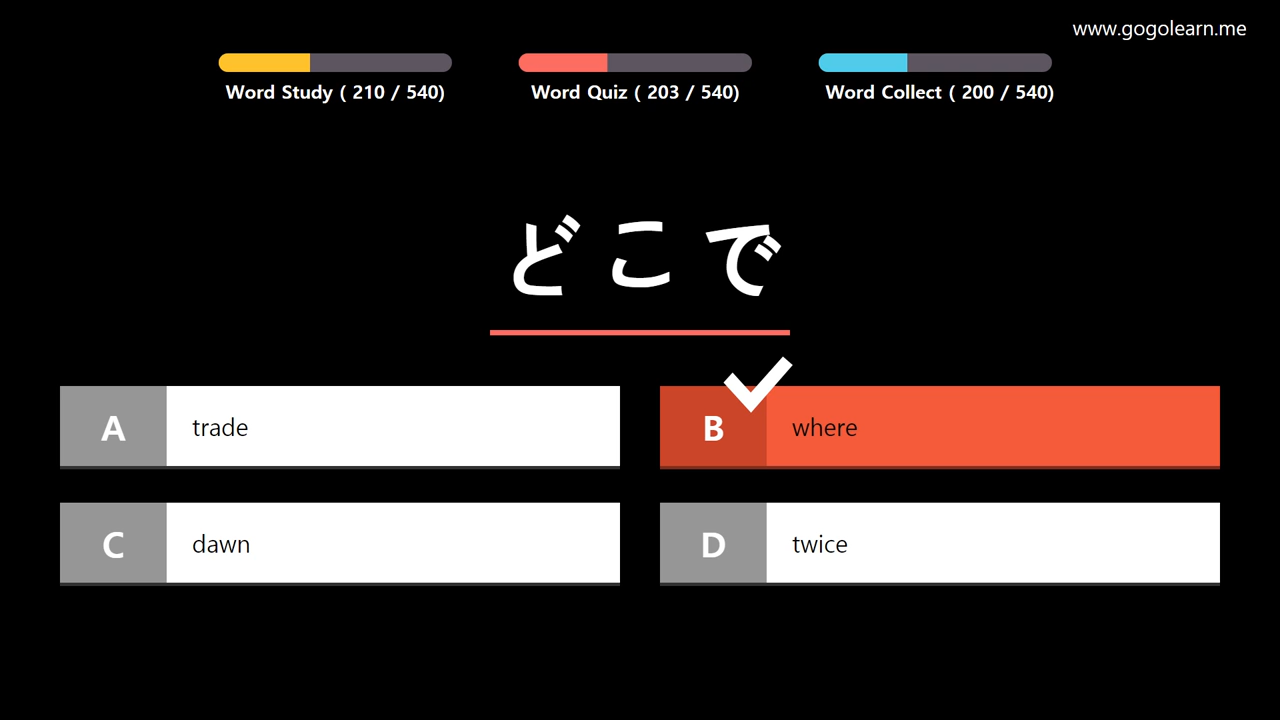 www.gogolearn.me
Word Study ( 210 / 540)
Word Quiz ( 203 / 540)
Word Collect ( 200 / 540)
どこで
A trade
B where
C dawn
D twice